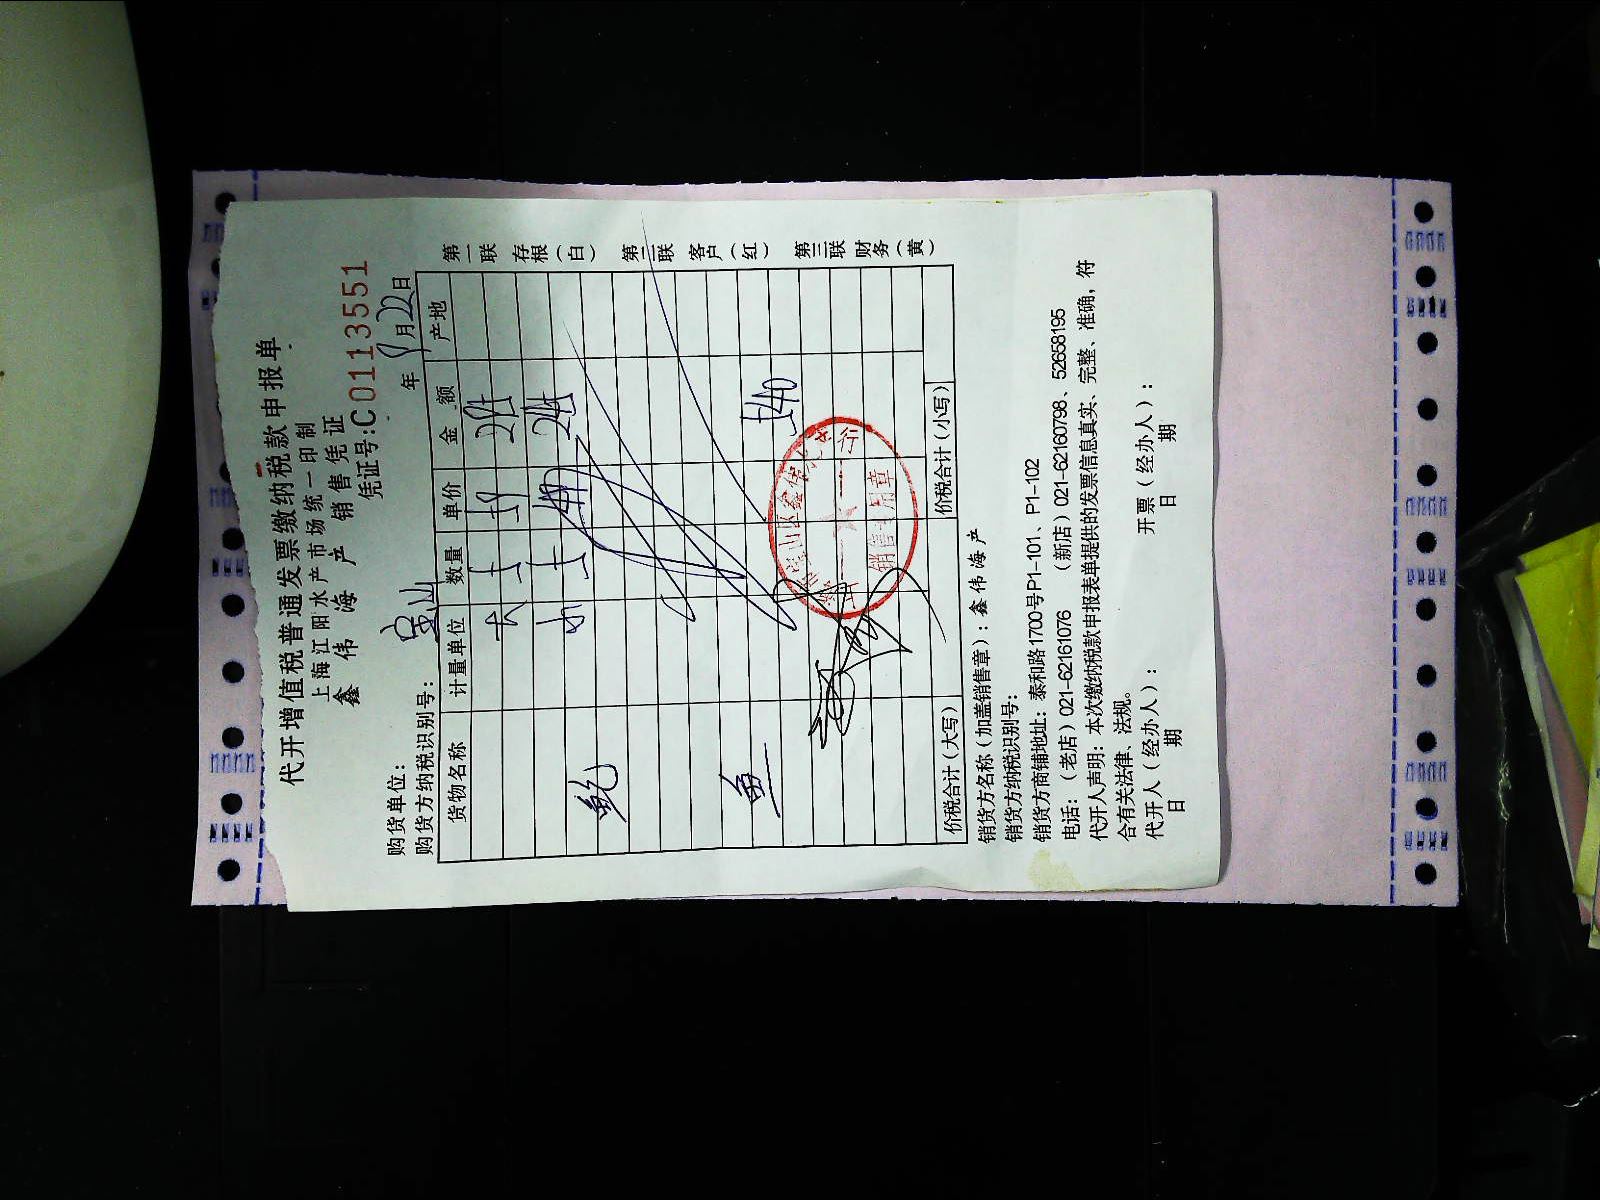 代开增值税普通发票缴纳税款申报单
上海江阳水产市场统一印制
鑫伟海产 销售凭证
凭证号:C0113551
购货单位: 宝山 年9月22日
购货方纳税识别号:
货物名称 计量单位 数量 单价 金额 产地
大
小
鲍
鱼
540
价税合计(大写) 价税合计(小写)
第一联 存根(白) 第二联 客户(红) 第三联 财务(黄)
销售专用章
销货方名称(加盖销售章): 鑫伟海产
销货方纳税识别号:
销货方商铺地址: 泰和路1700号P1-101、P1-102
电话:(老店)021-62161076 (新店)021-62160798、52658195
代开人声明: 本次缴纳税款申报表单提供的发票信息真实、完整、准确,符
合有关法律、法规。
代开人(经办人): 开票(经办人):
日期 日期